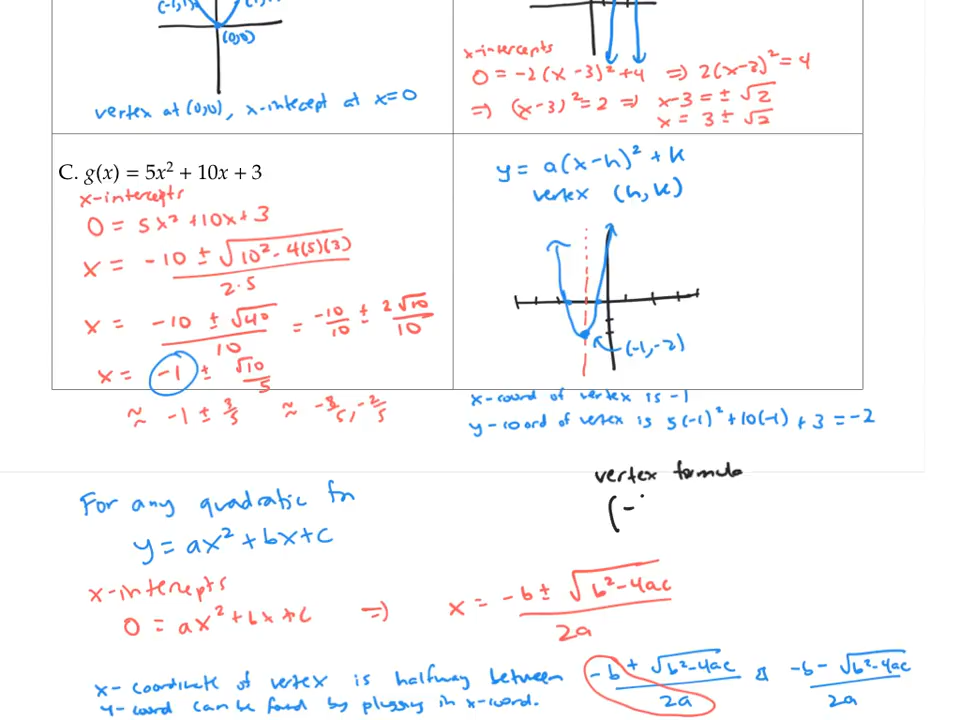 (-1,1)
(0,0)
vertex at (0,0), x-intecept at x=0
x-intercepts
0 = -2(x-3)² + 4 ⇒ 2(x-3)² = 4
⇒ (x-3)² = 2 ⇒ x-3 = ± √2
x = 3 ± √2
C. g(x) = 5x² + 10x + 3
x-intercepts
0 = 5x² + 10x + 3
x = (-10 ± √(10² - 4(5)(3))) / (2·5)
x = (-10 ± √40) / 10 = -10/10 ± 2√10/10
x = -1 ± √10/5
≈ -1 ± 3/5 ≈ -8/5, -2/5
y = a(x-h)² + k
vertex (h, k)
(-1, -2)
x-coord of vertex is -1
y-coord of vertex is 5(-1)² + 10(-1) + 3 = -2
vertex formula
(-
For any quadratic fn
y = ax² + bx + c
x-intercepts
0 = ax² + bx + c ⇒ x = (-b ± √(b²-4ac)) / 2a
x-coordinate of vertex is halfway between (-b + √(b²-4ac)) / 2a & (-b - √(b²-4ac)) / 2a
y-coord can be found by plugging in x-coord.